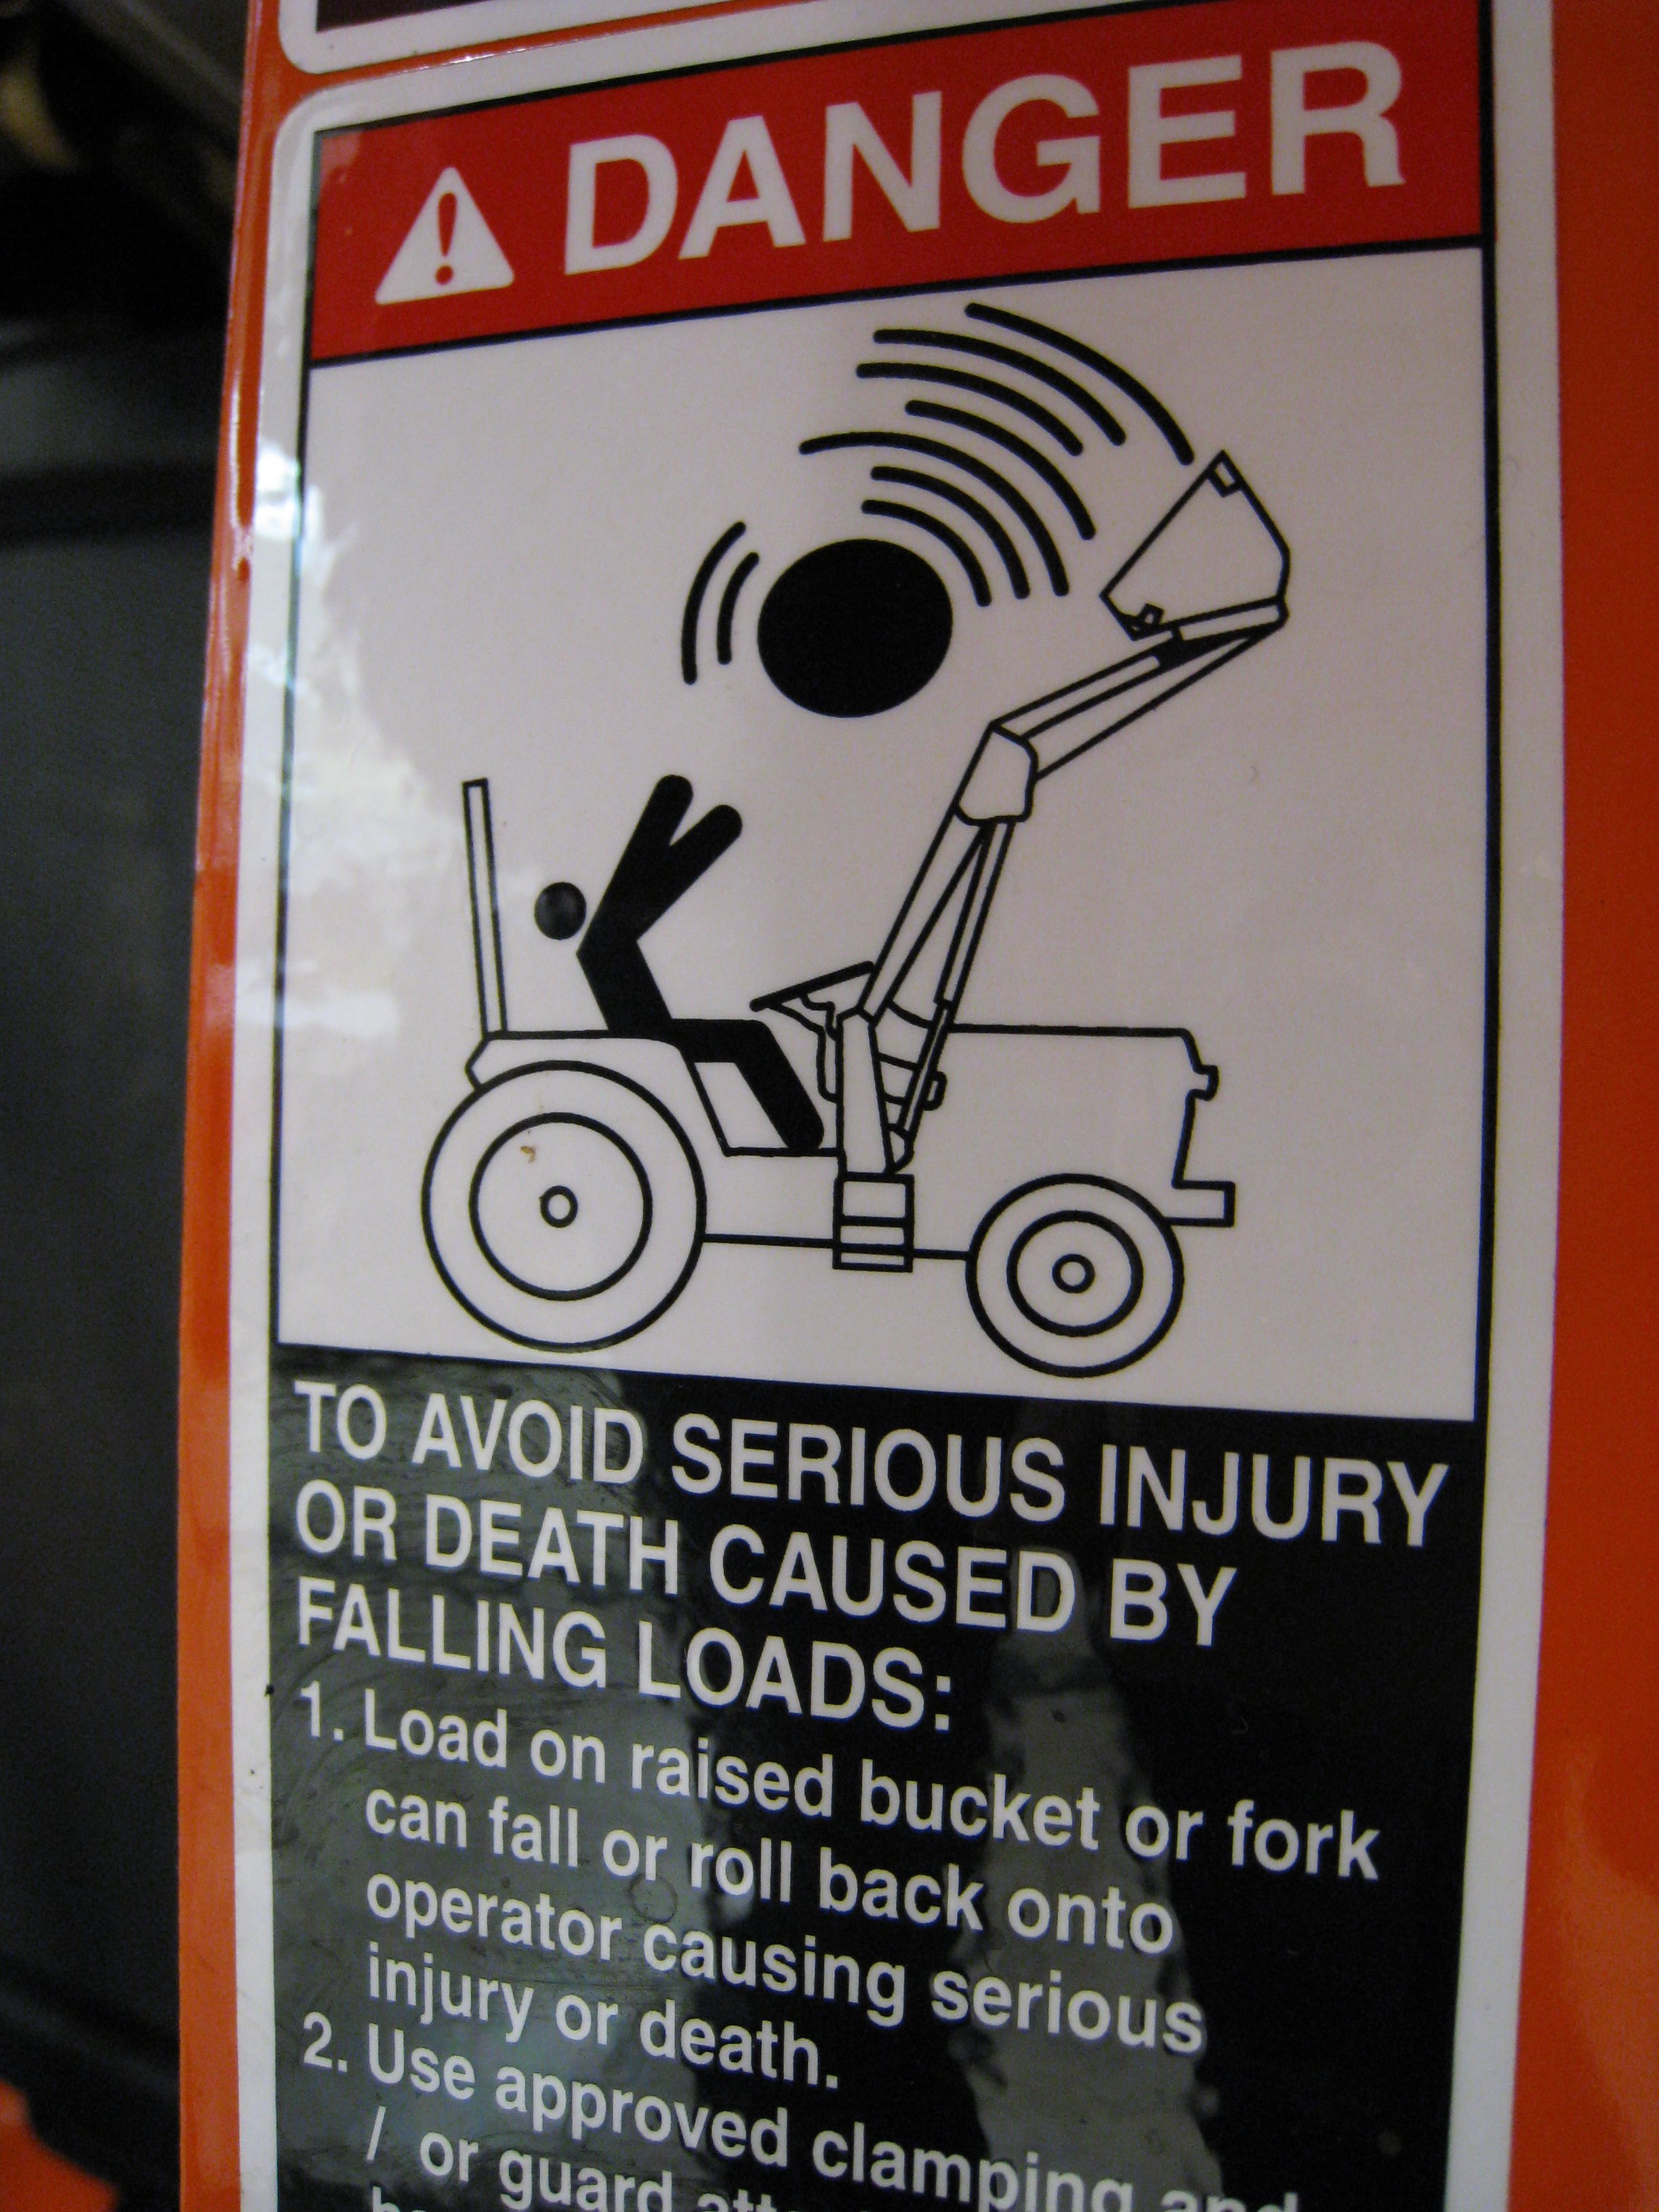 DANGER
TO AVOID SERIOUS INJURY
OR DEATH CAUSED BY
FALLING LOADS:
1. Load on raised bucket or fork
can fall or roll back onto
operator causing serious
injury or death.
2. Use approved clamping and
/ or guard